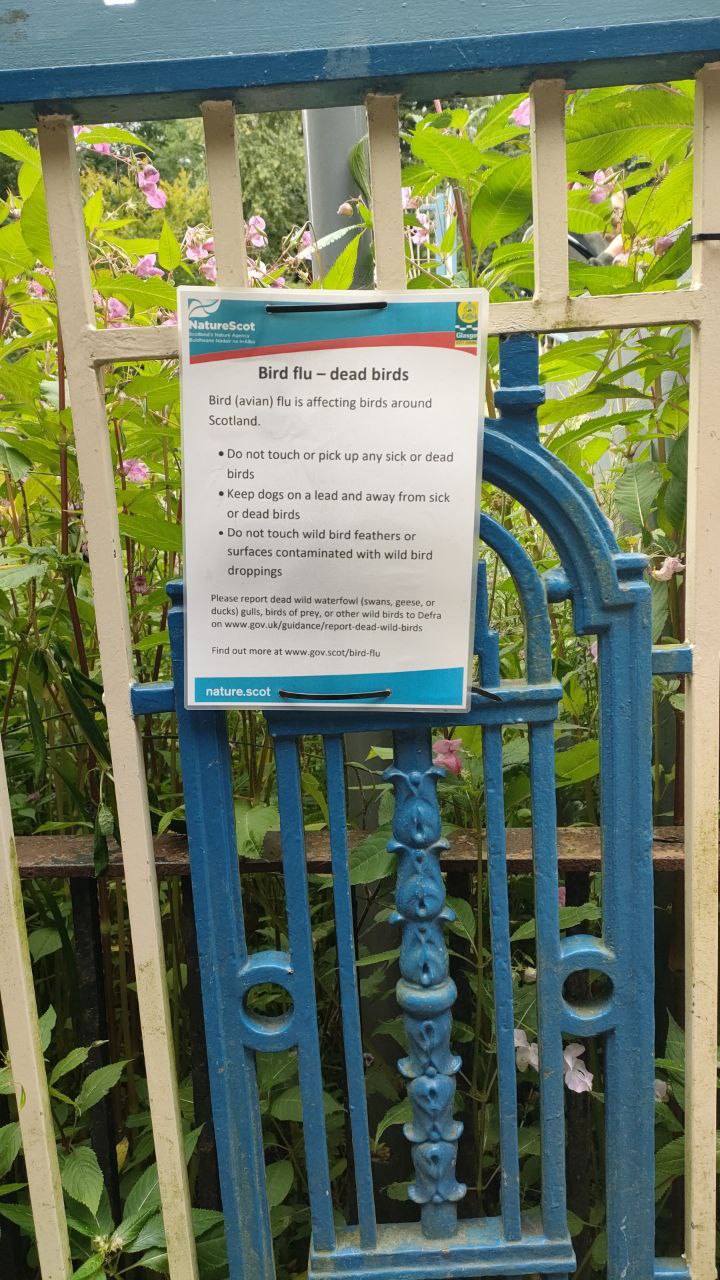 NatureScot
Scotland's Nature Agency
Buidheann Nàdair na h-Alba
Glasgow
Bird flu – dead birds
Bird (avian) flu is affecting birds around
Scotland.
• Do not touch or pick up any sick or dead
birds
• Keep dogs on a lead and away from sick
or dead birds
• Do not touch wild bird feathers or
surfaces contaminated with wild bird
droppings
Please report dead wild waterfowl (swans, geese, or
ducks) gulls, birds of prey, or other wild birds to Defra
on www.gov.uk/guidance/report-dead-wild-birds
Find out more at www.gov.scot/bird-flu
nature.scot